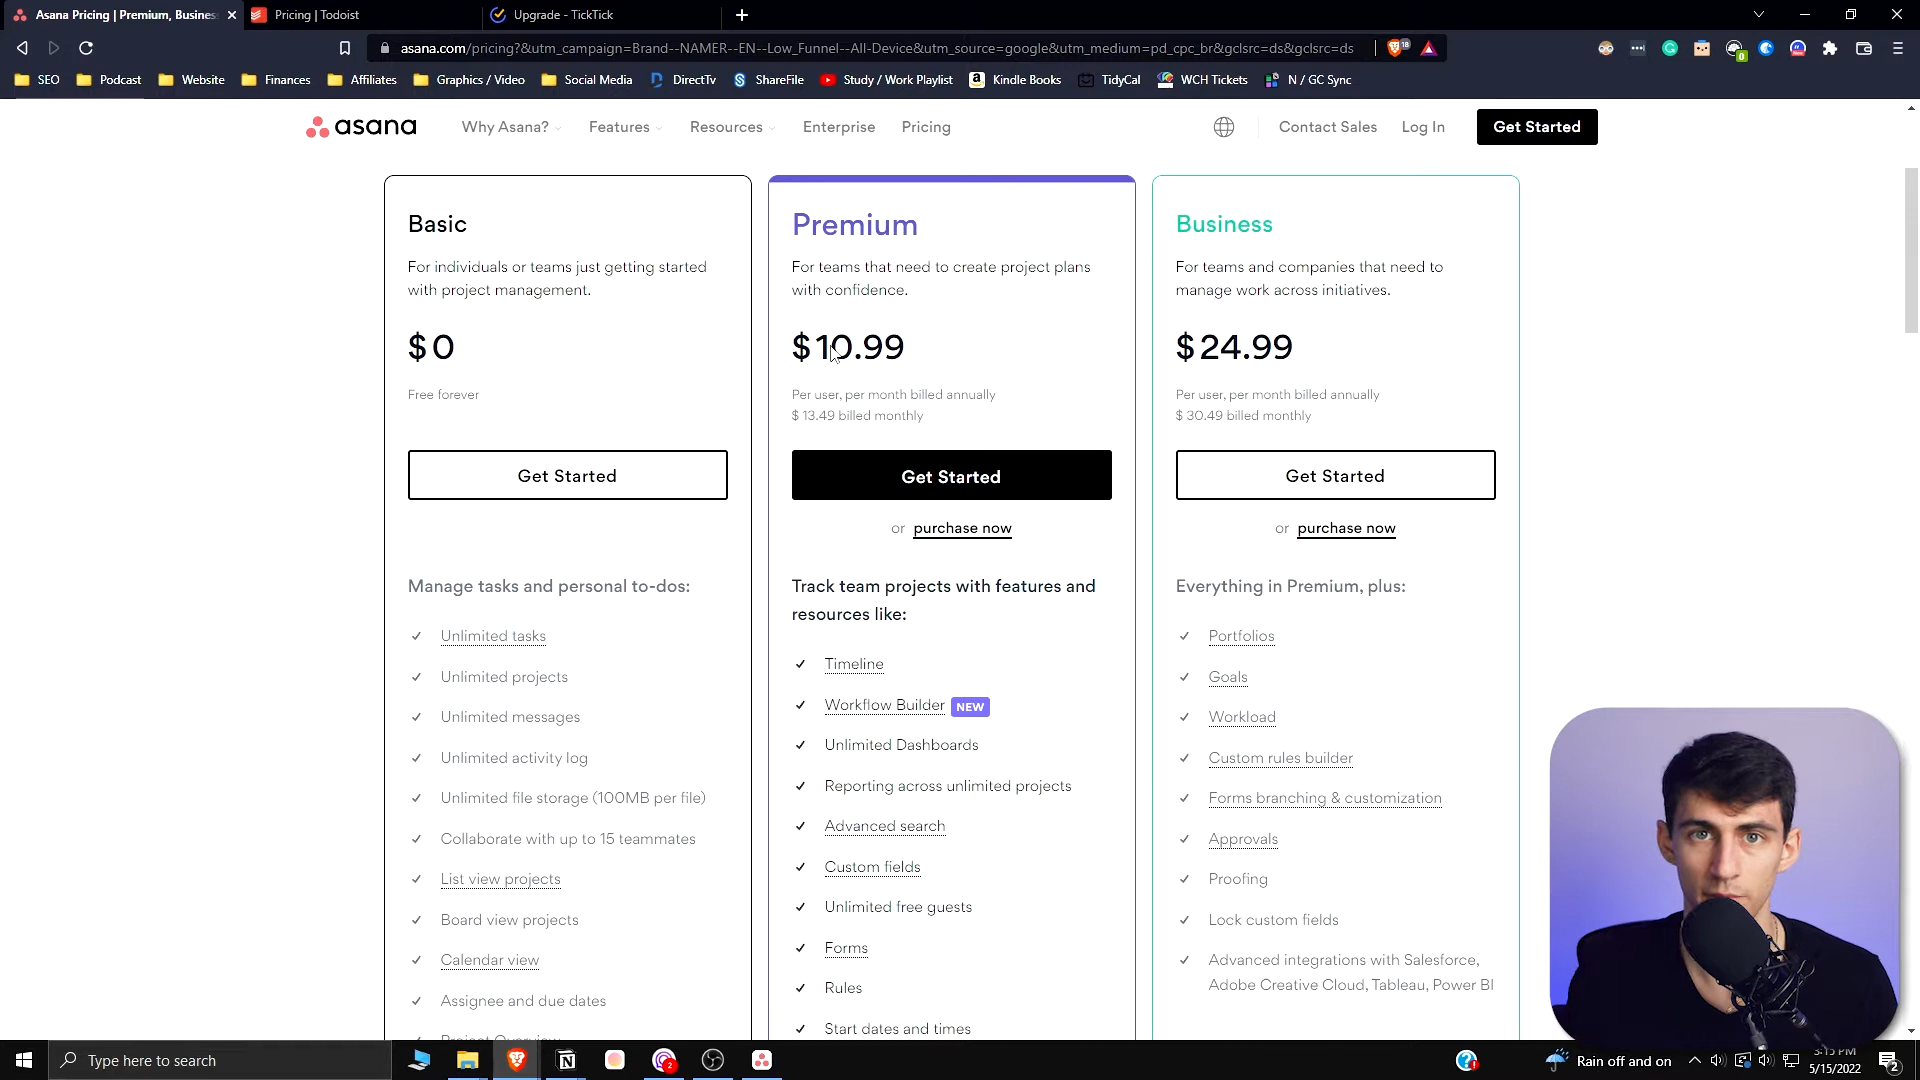 Asana Pricing | Premium, Busines
Pricing | Todoist
Upgrade - TickTick
asana.com/pricing?&utm_campaign=Brand--NAMER--EN--Low_Funnel--All-Device&utm_source=google&utm_medium=pd_cpc_br&gclsrc=ds&gclsrc=ds
18
0
SEO
Podcast
Website
Finances
Affiliates
Graphics / Video
Social Media
DirectTv
ShareFile
Study / Work Playlist
Kindle Books
TidyCal
WCH Tickets
N / GC Sync
asana
Why Asana?
Features
Resources
Enterprise
Pricing
Contact Sales
Log In
Get Started
Basic
For individuals or teams just getting started
with project management.
$0
Free forever
Get Started
Manage tasks and personal to-dos:
Unlimited tasks
Unlimited projects
Unlimited messages
Unlimited activity log
Unlimited file storage (100MB per file)
Collaborate with up to 15 teammates
List view projects
Board view projects
Calendar view
Assignee and due dates
Project Overview
Premium
For teams that need to create project plans
with confidence.
$10.99
Per user, per month billed annually
$ 13.49 billed monthly
Get Started
or purchase now
Track team projects with features and
resources like:
Timeline
Workflow Builder NEW
Unlimited Dashboards
Reporting across unlimited projects
Advanced search
Custom fields
Unlimited free guests
Forms
Rules
Start dates and times
Business
For teams and companies that need to
manage work across initiatives.
$24.99
Per user, per month billed annually
$ 30.49 billed monthly
Get Started
or purchase now
Everything in Premium, plus:
Portfolios
Goals
Workload
Custom rules builder
Forms branching & customization
Approvals
Proofing
Lock custom fields
Advanced integrations with Salesforce,
Adobe Creative Cloud, Tableau, Power BI
Type here to search
2
Rain off and on
3:15 PM
5/15/2022
2